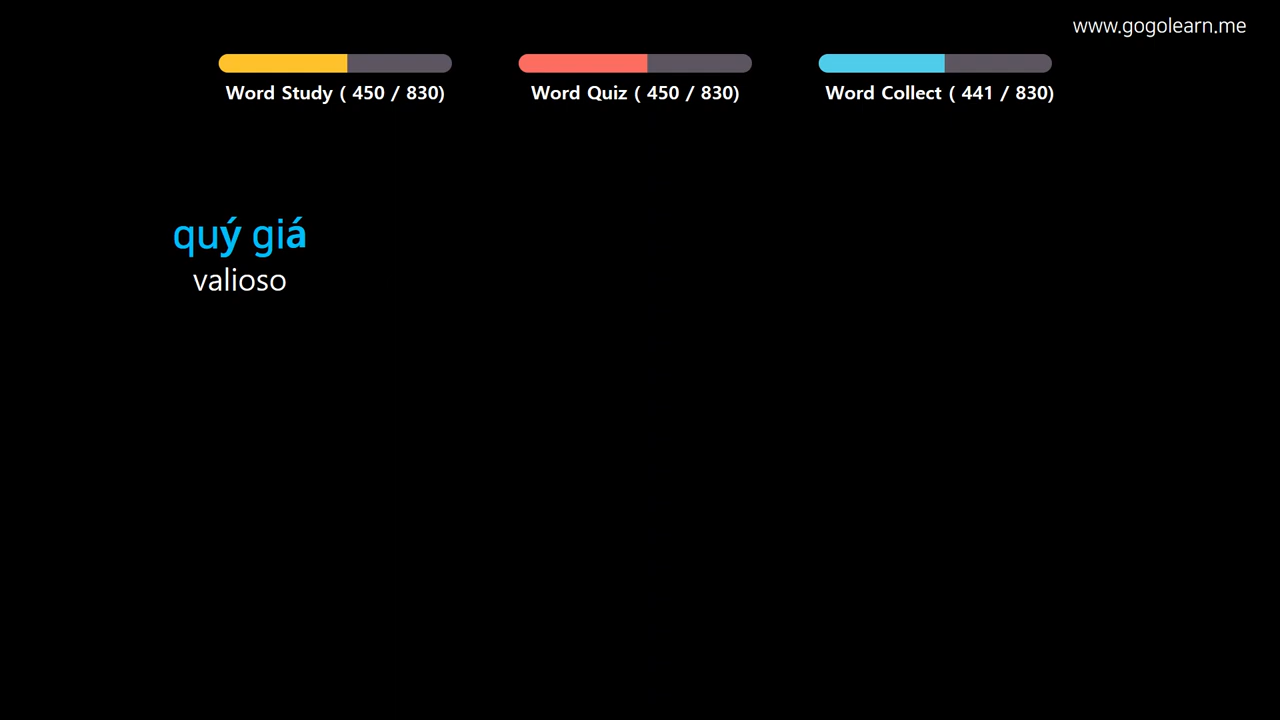 www.gogolearn.me
Word Study ( 450 / 830)
Word Quiz ( 450 / 830)
Word Collect ( 441 / 830)
quý giá
valioso